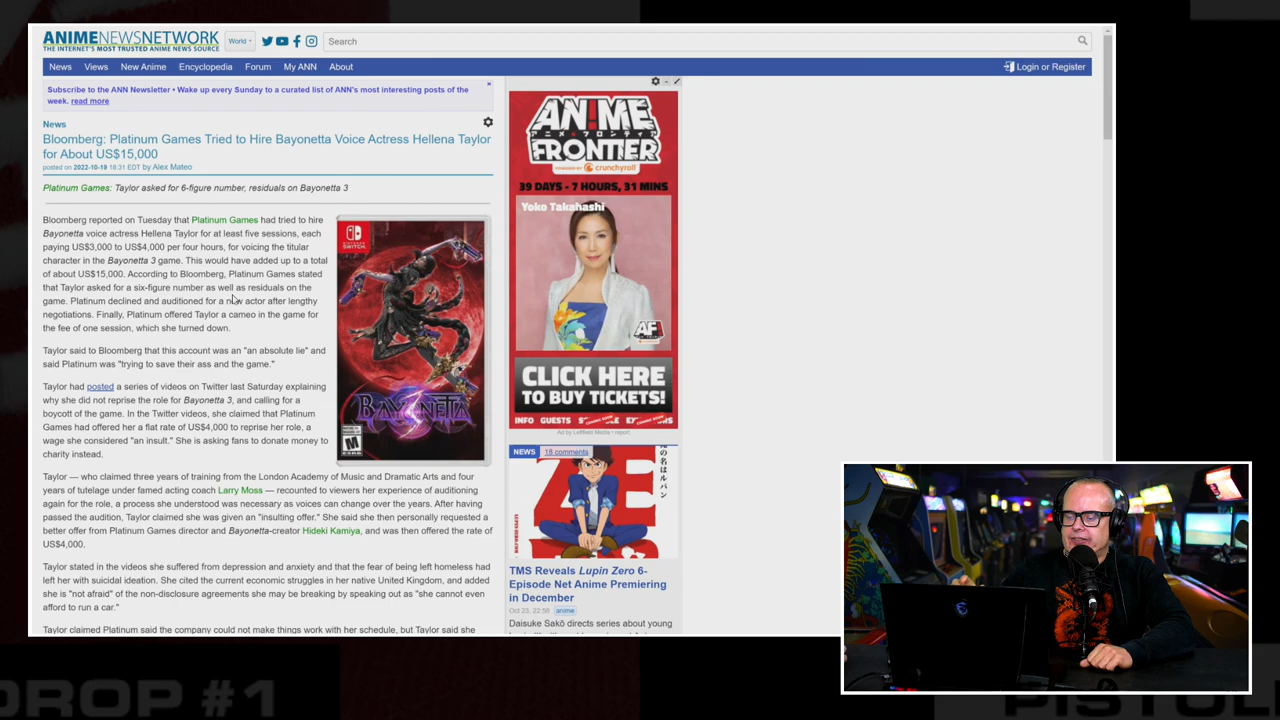 ANIMENEWSNETWORK
THE INTERNET'S MOST TRUSTED ANIME NEWS SOURCE
World
Search
News Views New Anime Encyclopedia Forum My ANN About
Login or Register
Subscribe to the ANN Newsletter • Wake up every Sunday to a curated list of ANN's most interesting posts of the
week. read more
News
Bloomberg: Platinum Games Tried to Hire Bayonetta Voice Actress Hellena Taylor
for About US$15,000
posted on 2022-10-18 18:31 EDT by Alex Mateo
Platinum Games: Taylor asked for 6-figure number, residuals on Bayonetta 3
Bloomberg reported on Tuesday that Platinum Games had tried to hire
Bayonetta voice actress Hellena Taylor for at least five sessions, each
paying US$3,000 to US$4,000 per four hours, for voicing the titular
character in the Bayonetta 3 game. This would have added up to a total
of about US$15,000. According to Bloomberg, Platinum Games stated
that Taylor asked for a six-figure number as well as residuals on the
game. Platinum declined and auditioned for a new actor after lengthy
negotiations. Finally, Platinum offered Taylor a cameo in the game for
the fee of one session, which she turned down.
Taylor said to Bloomberg that this account was an "an absolute lie" and
said Platinum was "trying to save their ass and the game."
Taylor had posted a series of videos on Twitter last Saturday explaining
why she did not reprise the role for Bayonetta 3, and calling for a
boycott of the game. In the Twitter videos, she claimed that Platinum
Games had offered her a flat rate of US$4,000 to reprise her role, a
wage she considered "an insult." She is asking fans to donate money to
charity instead.
Taylor — who claimed three years of training from the London Academy of Music and Dramatic Arts and four
years of tutelage under famed acting coach Larry Moss — recounted to viewers her experience of auditioning
again for the role, a process she understood was necessary as voices can change over the years. After having
passed the audition, Taylor claimed she was given an "insulting offer." She said she then personally requested a
better offer from Platinum Games director and Bayonetta-creator Hideki Kamiya, and was then offered the rate of
US$4,000.
Taylor stated in the videos she suffered from depression and anxiety and that the fear of being left homeless had
left her with suicidal ideation. She cited the current economic struggles in her native United Kingdom, and added
she is "not afraid" of the non-disclosure agreements she may be breaking by speaking out as "she cannot even
afford to run a car."
Taylor claimed Platinum said the company could not make things work with her schedule, but Taylor said she
NINTENDO
SWITCH
BAYONETTA
3
M
ANIME
アニメ・フロンティア
FRONTIER
POWERED BY crunchyroll
39 DAYS - 7 HOURS, 31 MINS
Yoko Takahashi
AF
CLICK HERE
TO BUY TICKETS!
INFO GUESTS
Ad by Leftfield Media • report
NEWS 18 comments
の名はルパン
ZE
TMS Reveals Lupin Zero 6-
Episode Net Anime Premiering
in December
Oct 23, 22:58 anime
Daisuke Sakō directs series about young
DROP #1
PISTOL